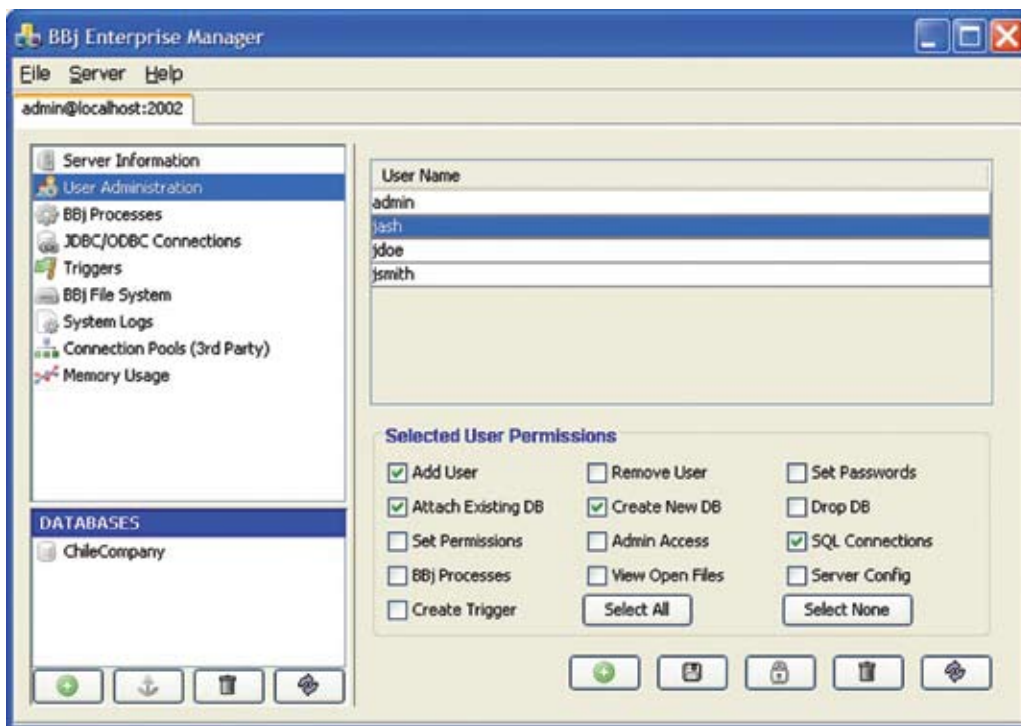 BBj Enterprise Manager
File Server Help
admin@localhost:2002
Server Information
User Administration
BBj Processes
JDBC/ODBC Connections
Triggers
BBj File System
System Logs
Connection Pools (3rd Party)
Memory Usage
DATABASES
ChileCompany
User Name
admin
jash
jdoe
jsmith
Selected User Permissions
Add User Remove User Set Passwords
Attach Existing DB Create New DB Drop DB
Set Permissions Admin Access SQL Connections
BBj Processes View Open Files Server Config
Create Trigger Select All Select None